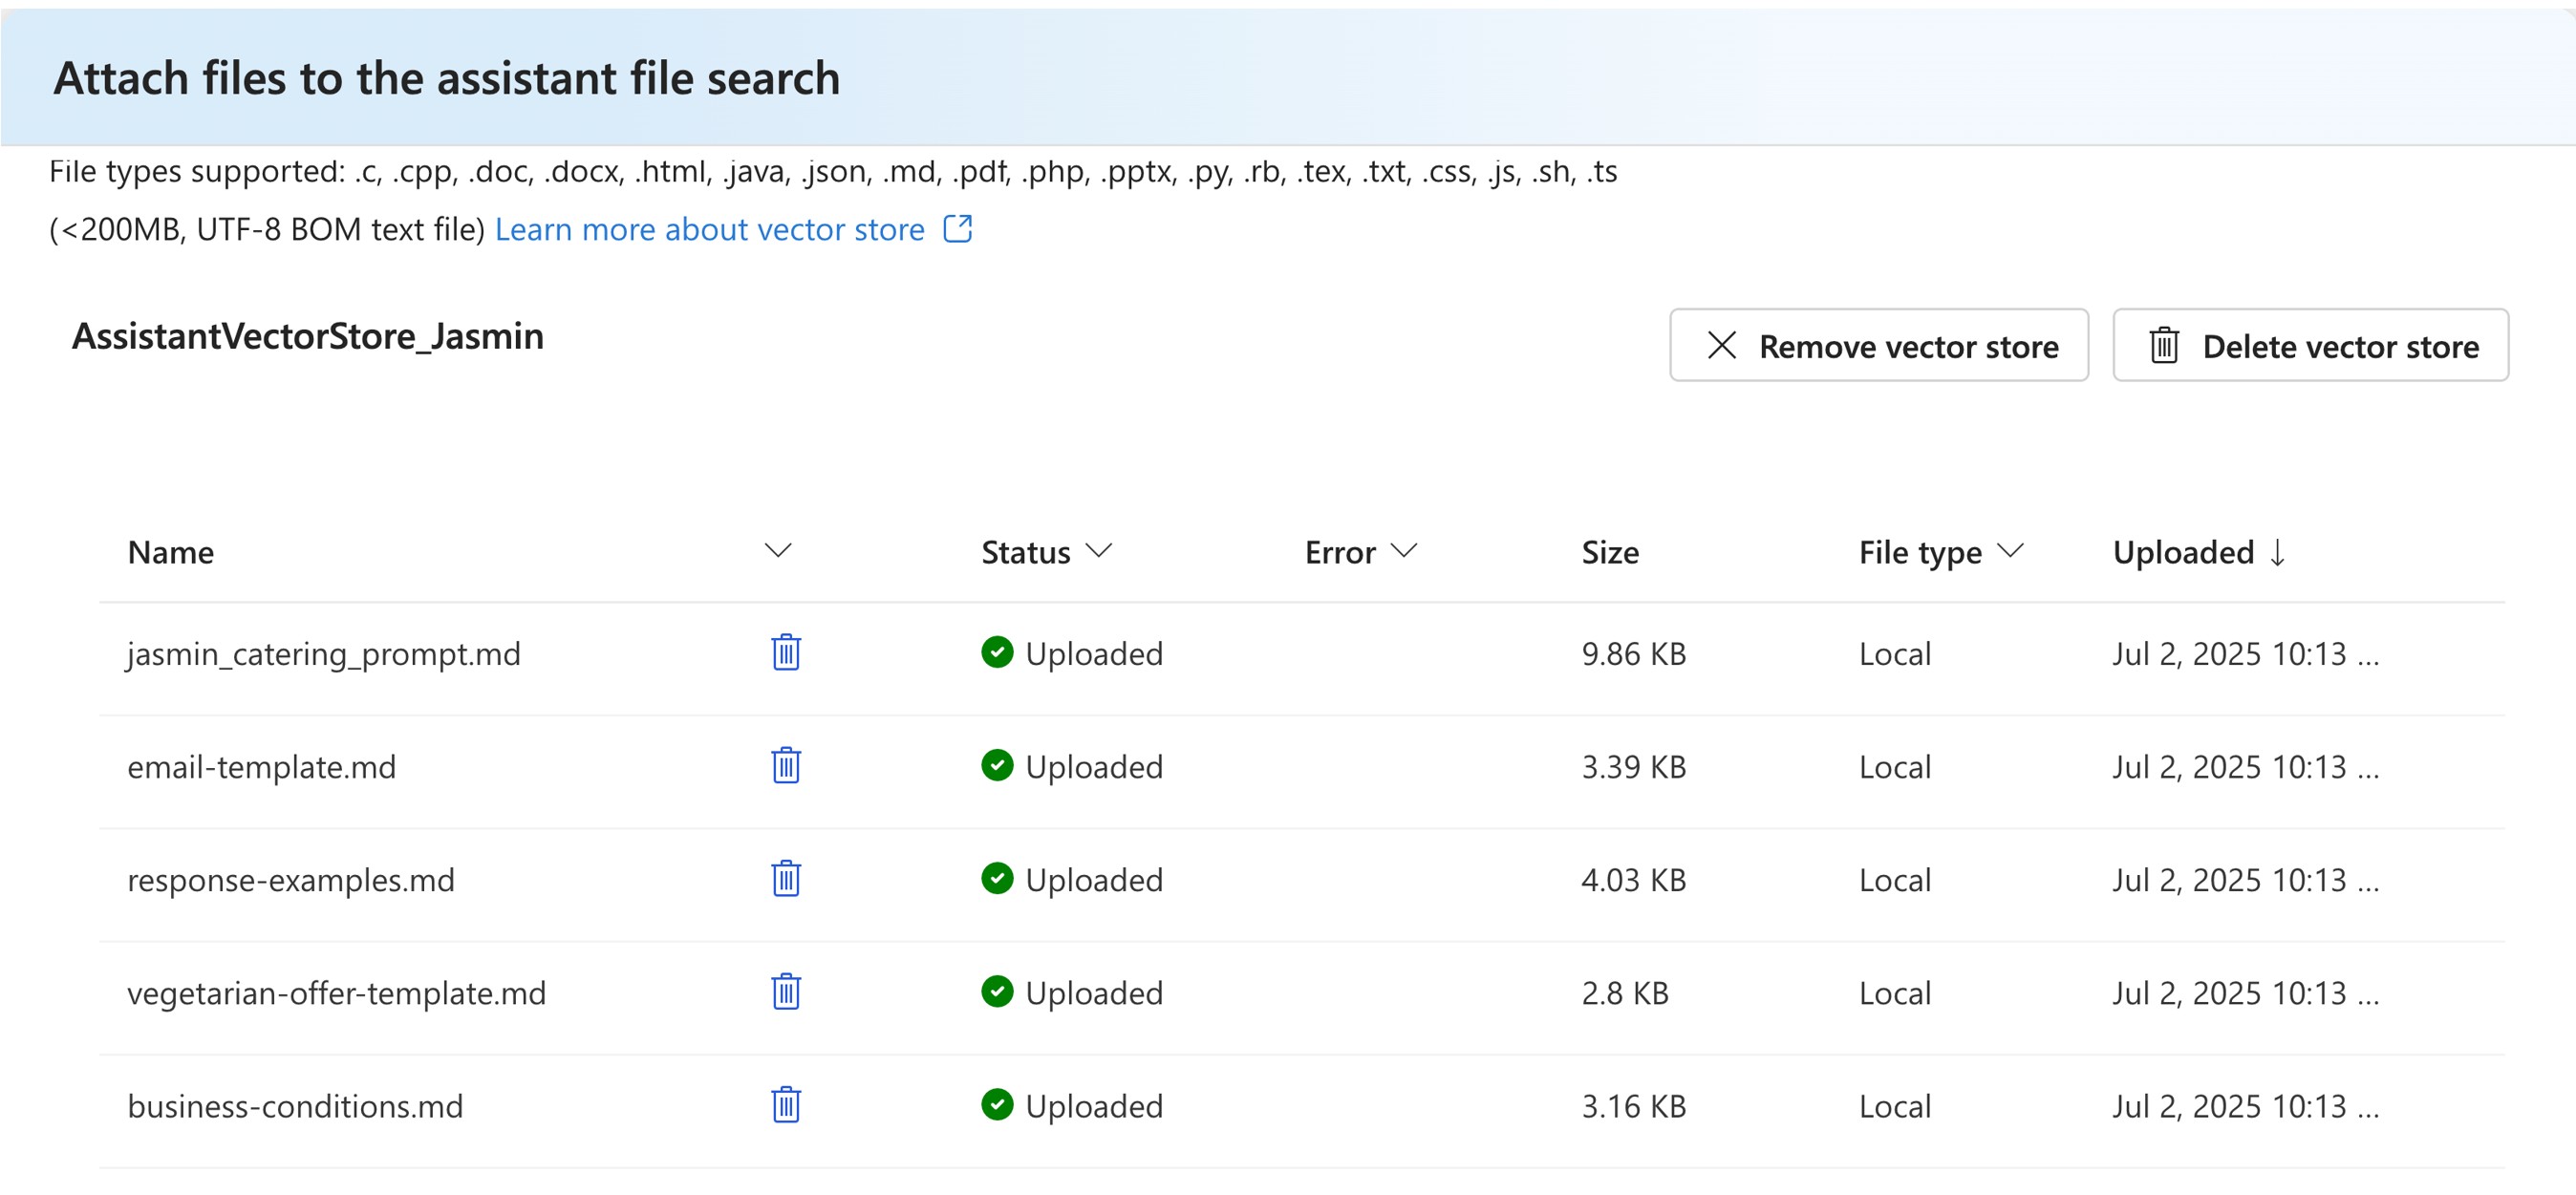 Attach files to the assistant file search
File types supported: .c, .cpp, .doc, .docx, .html, .java, .json, .md, .pdf, .php, .pptx, .py, .rb, .tex, .txt, .css, .js, .sh, .ts
(<200MB, UTF-8 BOM text file) Learn more about vector store
AssistantVectorStore_Jasmin Remove vector store Delete vector store
Name Status Error Size File type Uploaded
jasmin_catering_prompt.md Uploaded 9.86 KB Local Jul 2, 2025 10:13 ...
email-template.md Uploaded 3.39 KB Local Jul 2, 2025 10:13 ...
response-examples.md Uploaded 4.03 KB Local Jul 2, 2025 10:13 ...
vegetarian-offer-template.md Uploaded 2.8 KB Local Jul 2, 2025 10:13 ...
business-conditions.md Uploaded 3.16 KB Local Jul 2, 2025 10:13 ...